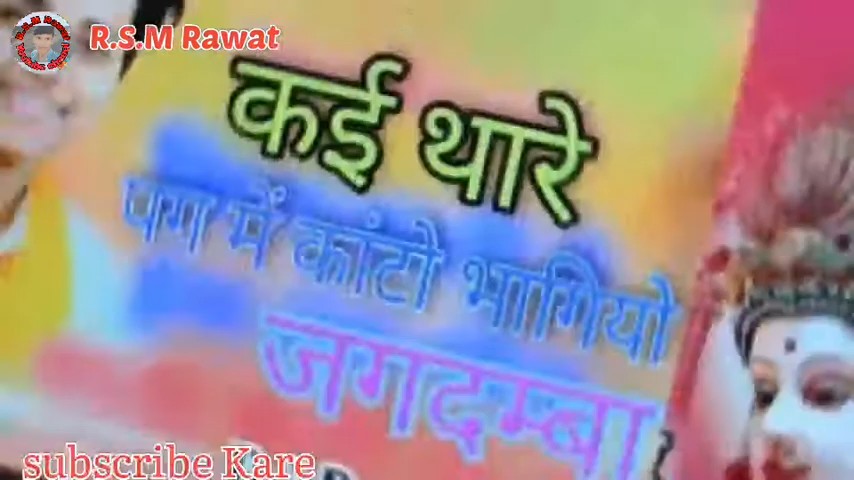 R.S.M Rawat
कई थारे
पग में कांटो भागियो
जगदम्बा
subscribe Kare